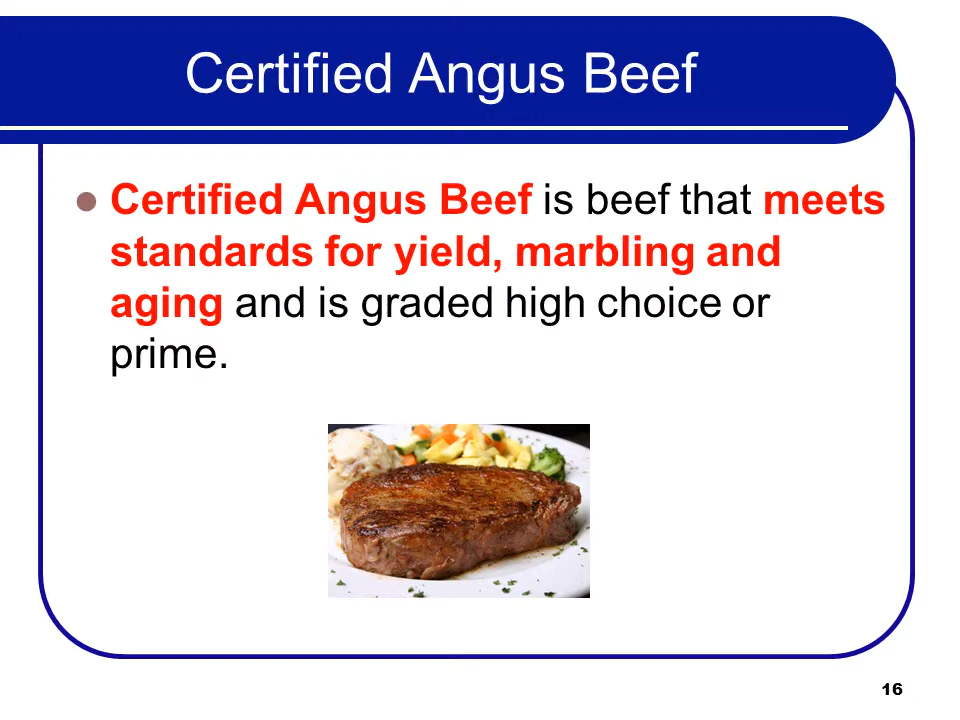 Certified Angus Beef
Certified Angus Beef is beef that meets
standards for yield, marbling and
aging and is graded high choice or
prime.
16